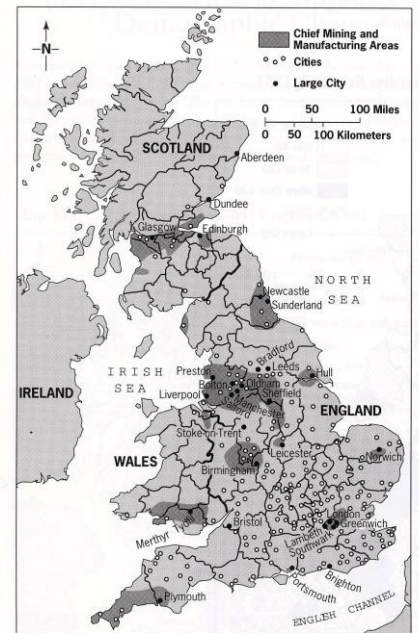 N
Chief Mining and
Manufacturing Areas
Cities
Large City
0 50 100 Miles
0 50 100 Kilometers
SCOTLAND
Aberdeen
Dundee
Glasgow
Edinburgh
NORTH
SEA
Newcastle
Sunderland
IRISH
SEA
Preston
Bradford
Leeds
Hull
Bolton
Oldham
Liverpool
Salford
Manchester
Sheffield
IRELAND
ENGLAND
Stoke-on-Trent
WALES
Leicester
Norwich
Birmingham
Merthyr Tydfil
Bristol
London
Greenwich
Lambeth
Southwark
Plymouth
Portsmouth
Brighton
ENGLISH CHANNEL